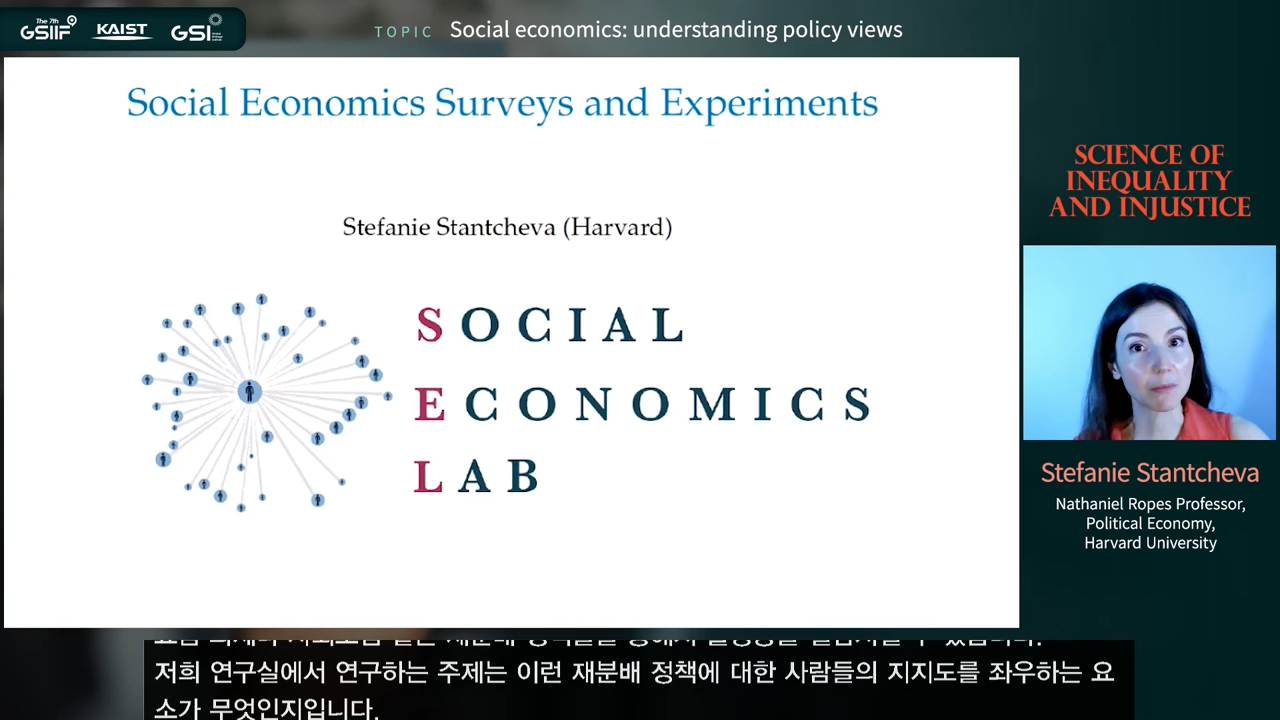 The 7th
GSIIF
KAIST
GSI
TOPIC Social economics: understanding policy views
Social Economics Surveys and Experiments
Stefanie Stantcheva (Harvard)
SOCIAL
ECONOMICS
LAB
SCIENCE OF
INEQUALITY
AND INJUSTICE
Stefanie Stantcheva
Nathaniel Ropes Professor,
Political Economy,
Harvard University
저희 연구실에서 연구하는 주제는 이런 재분배 정책에 대한 사람들의 지지도를 좌우하는 요
소가 무엇인지입니다.